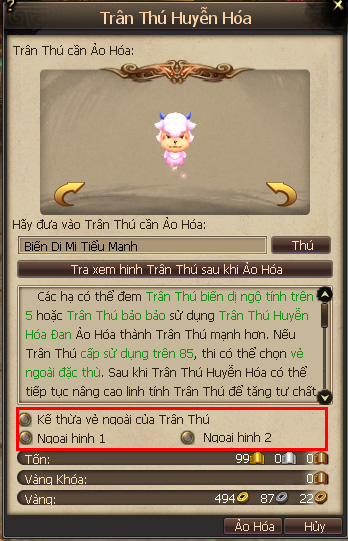 ?
Trân Thú Huyễn Hóa
Trân Thú cần Ảo Hóa:
Hãy đưa vào Trân Thú cần Ảo Hóa:
Biến Dị Mi Tiểu Manh
Thú
Tra xem hinh Trân Thú sau khi Ảo Hóa
Các hạ có thể đem Trân Thú biến dị ngộ tính trên
5 hoặc Trân Thú bảo bảo sử dụng Trân Thú Huyễn
Hóa Đan Ảo Hóa thành Trân Thú mạnh hơn. Nếu
Trân Thú cấp sử dụng trên 85, thi có thể chọn vẻ
ngoài đặc thù. Sau khi Trân Thú Huyễn Hóa có thể
tiếp tục nâng cao linh tính Trân Thú để tăng tư chất
Kế thừa vẻ ngoài của Trân Thú
Ngoại hinh 1
Ngoại hinh 2
Tốn: 99 0 0
Vàng Khóa: 0
Vàng: 494 87 22
Ảo Hóa
Hủy